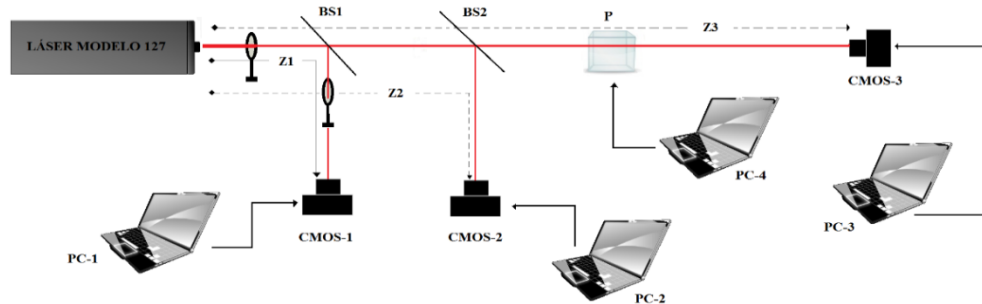 BS1
BS2
P
Z3
LÁSER MODELO 127
Z1
CMOS-3
Z2
PC-4
CMOS-1
CMOS-2
PC-3
PC-1
PC-2